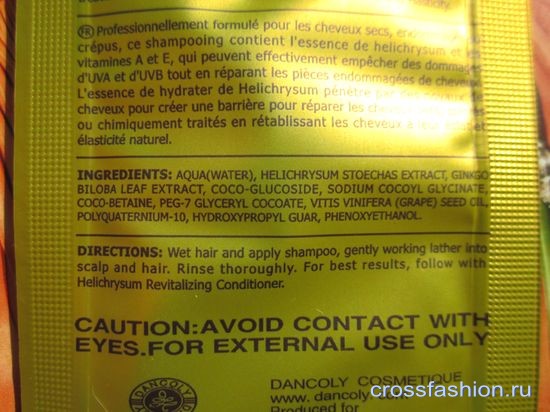 FR Professionnellement formulé pour les cheveux secs,
crépus, ce shampooing contient l'essence de helichrysum et les
vitamines A et E, qui peuvent effectivement empêcher des dommages
d'UVA et d'UVB tout en réparant les pièces endommagées de cheveux.
L'essence de hydrater de Helichrysum pénètre
cheveux pour créer une barrière pour réparer les
ou chimiquement traités en rétablissant les cheveux à
élasticité naturel.
INGREDIENTS: AQUA(WATER), HELICHRYSUM STOECHAS EXTRACT, GINKGO
BILOBA LEAF EXTRACT, COCO-GLUCOSIDE, SODIUM COCOYL GLYCINATE,
COCO-BETAINE, PEG-7 GLYCERYL COCOATE, VITIS VINIFERA (GRAPE) SEED OIL,
POLYQUATERNIUM-10, HYDROXYPROPYL GUAR, PHENOXYETHANOL.
DIRECTIONS: Wet hair and apply shampoo, gently working lather into
scalp and hair. Rinse thoroughly. For best results, follow with
Helichrysum Revitalizing Conditioner.
CAUTION:AVOID CONTACT WITH
EYES.FOR EXTERNAL USE ONLY
DANCOLY
DANCOLY COSMETIQUE
www. dancoly
Produced for
crossfashion.ru